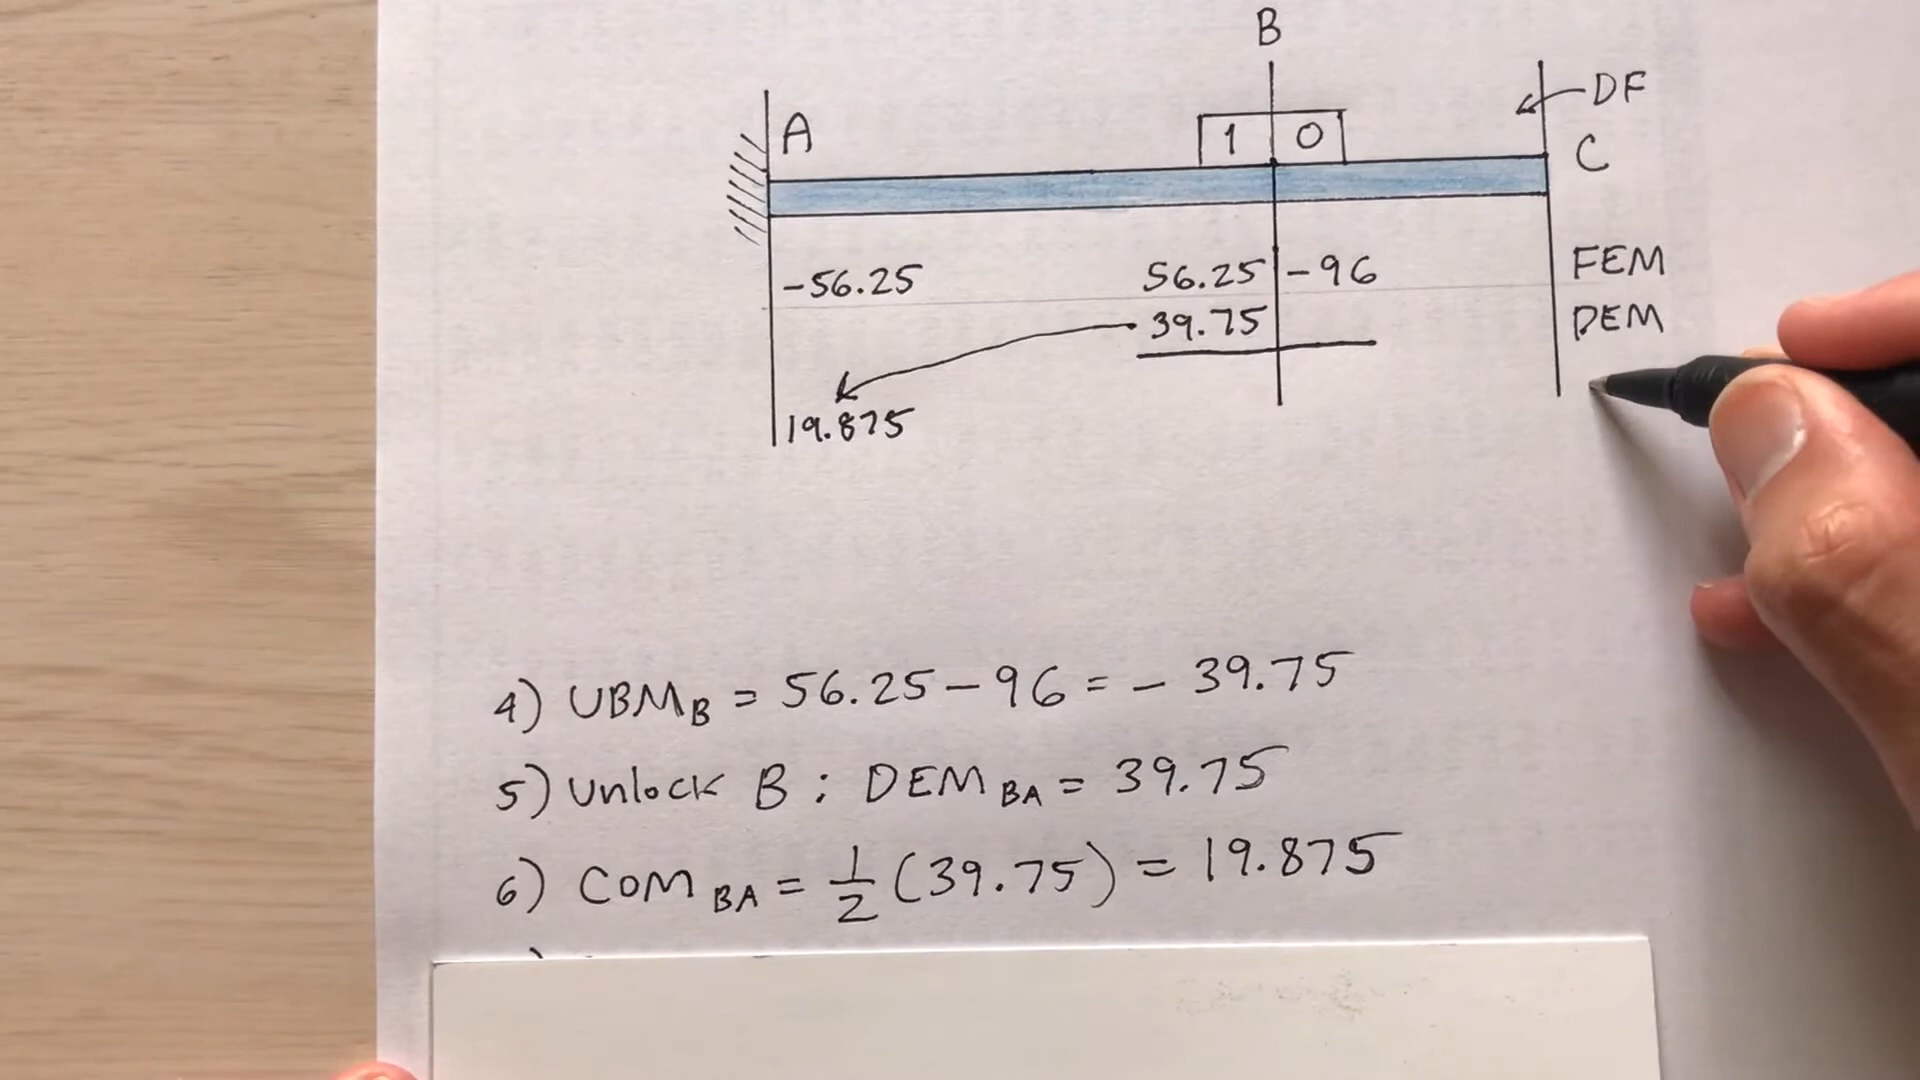 B
DF
A
1 0
C
-56.25 56.25 -96 FEM
39.75 DEM
19.875
4) UBM_B = 56.25 - 96 = - 39.75
5) Unlock B : DEM_BA = 39.75
6) COM_BA = 1/2 (39.75) = 19.875